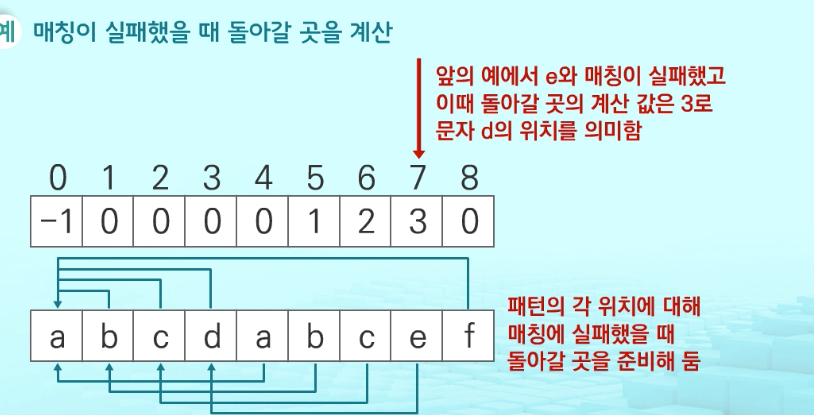 예 매칭이 실패했을 때 돌아갈 곳을 계산
앞의 예에서 e와 매칭이 실패했고
이때 돌아갈 곳의 계산 값은 3로
문자 d의 위치를 의미함
0 1 2 3 4 5 6 7 8
-1 0 0 0 0 1 2 3 0
a b c d a b c e f
패턴의 각 위치에 대해
매칭에 실패했을 때
돌아갈 곳을 준비해 둠